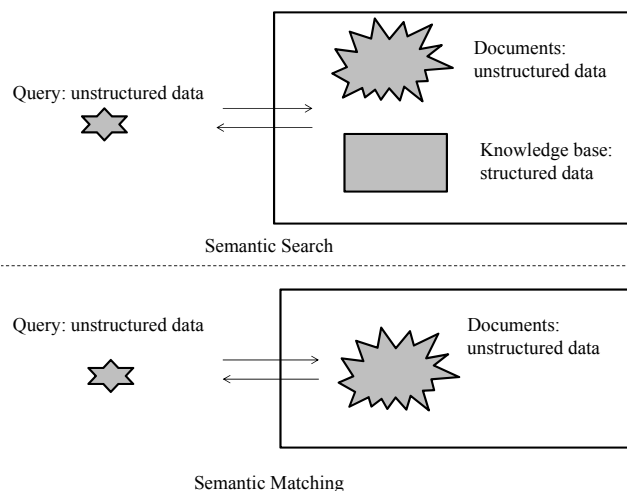 Documents:
unstructured data
Query: unstructured data
Knowledge base:
structured data
Semantic Search
Query: unstructured data
Documents:
unstructured data
Semantic Matching